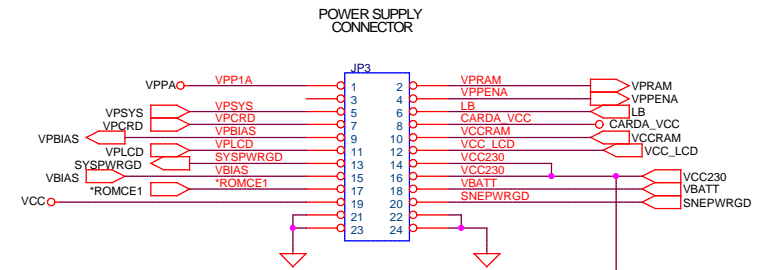 POWER SUPPLY
CONNECTOR
JP3
VPPA VPP1A 1 2 VPRAM VPRAM
3 4 VPPENA VPPENA
VPSYS VPSYS 5 6 LB LB
VPCRD VPCRD 7 8 CARDA_VCC CARDA_VCC
VPBIAS VPBIAS 9 10 VCCRAM VCCRAM
VPLCD VPLCD 11 12 VCC_LCD VCC_LCD
SYSPWRGD SYSPWRGD 13 14 VCC230
VBIAS VBIAS 15 16 VCC230 VCC230
*ROMCE1 *ROMCE1 17 18 VBATT VBATT
VCC 19 20 SNEPWRGD SNEPWRGD
21 22
23 24